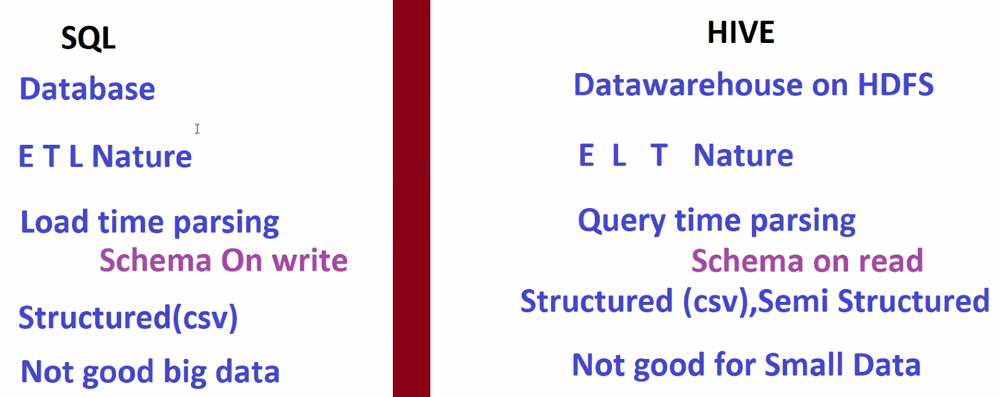 SQL
Database
E T L Nature
Load time parsing
Schema On write
Structured(csv)
Not good big data
HIVE
Datawarehouse on HDFS
E L T Nature
Query time parsing
Schema on read
Structured (csv),Semi Structured
Not good for Small Data